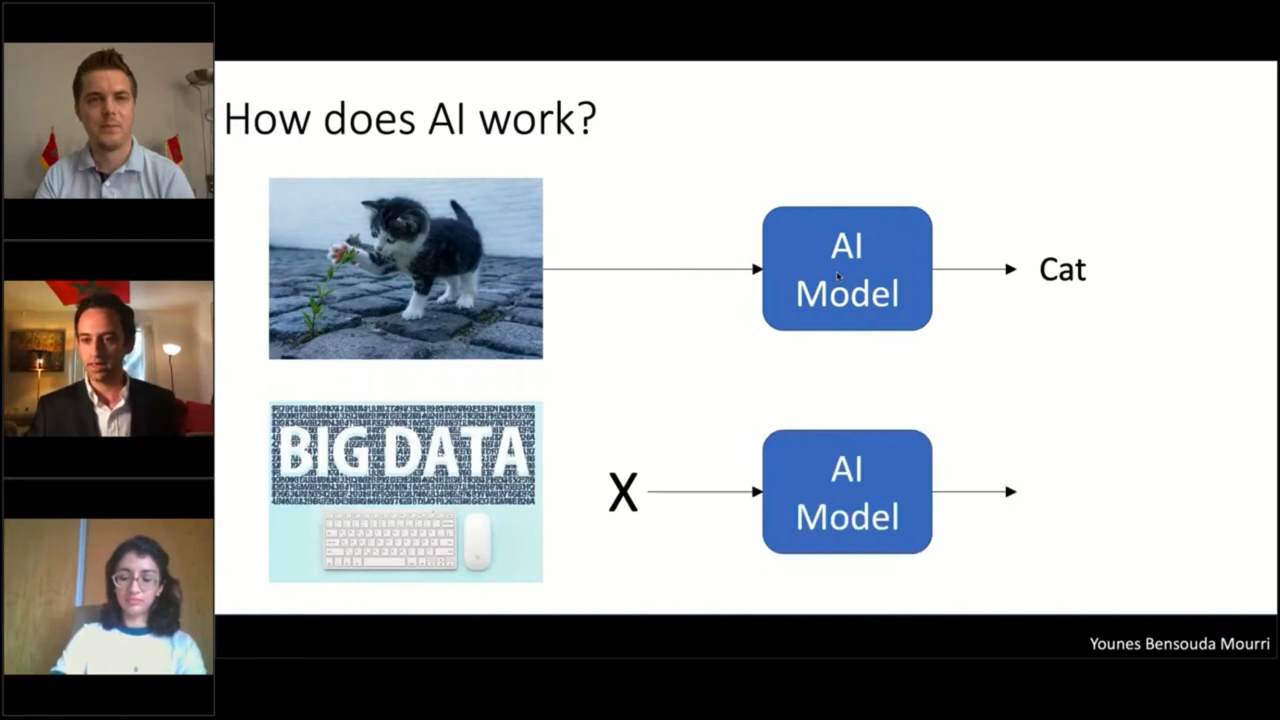 How does AI work?
AI
Model
Cat
BIG DATA
X
AI
Model
Younes Bensouda Mourri